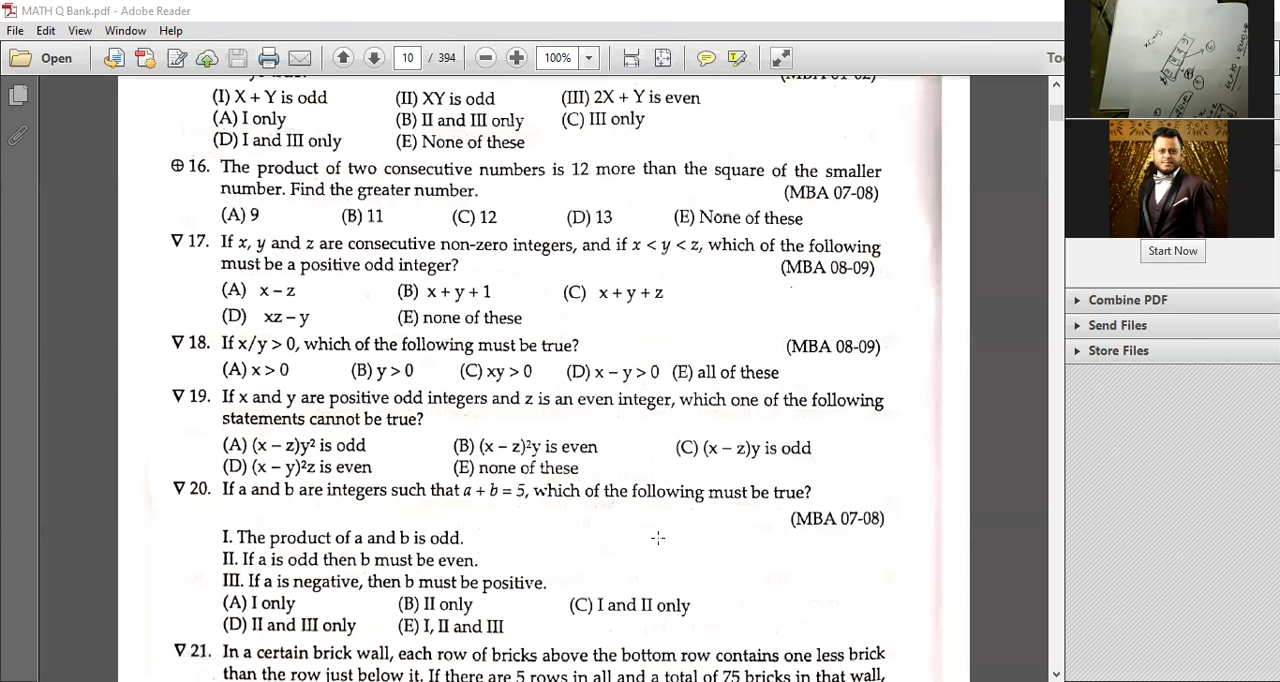 MATH Q Bank.pdf - Adobe Reader
File Edit View Window Help
Open 10 / 394 100%
(I) X + Y is odd (II) XY is odd (III) 2X + Y is even
(A) I only (B) II and III only (C) III only
(D) I and III only (E) None of these
⊕ 16. The product of two consecutive numbers is 12 more than the square of the smaller
number. Find the greater number. (MBA 07-08)
(A) 9 (B) 11 (C) 12 (D) 13 (E) None of these
∇ 17. If x, y and z are consecutive non-zero integers, and if x < y < z, which of the following
must be a positive odd integer? (MBA 08-09)
(A) x – z (B) x + y + 1 (C) x + y + z
(D) xz – y (E) none of these
∇ 18. If x/y > 0, which of the following must be true? (MBA 08-09)
(A) x > 0 (B) y > 0 (C) xy > 0 (D) x – y > 0 (E) all of these
∇ 19. If x and y are positive odd integers and z is an even integer, which one of the following
statements cannot be true?
(A) (x – z)y² is odd (B) (x – z)²y is even (C) (x – z)y is odd
(D) (x – y)²z is even (E) none of these
∇ 20. If a and b are integers such that a + b = 5, which of the following must be true?
(MBA 07-08)
I. The product of a and b is odd.
II. If a is odd then b must be even.
III. If a is negative, then b must be positive.
(A) I only (B) II only (C) I and II only
(D) II and III only (E) I, II and III
∇ 21. In a certain brick wall, each row of bricks above the bottom row contains one less brick
than the row just below it. If there are 5 rows in all and a total of 75 bricks in that wall,
Start Now
Combine PDF
Send Files
Store Files